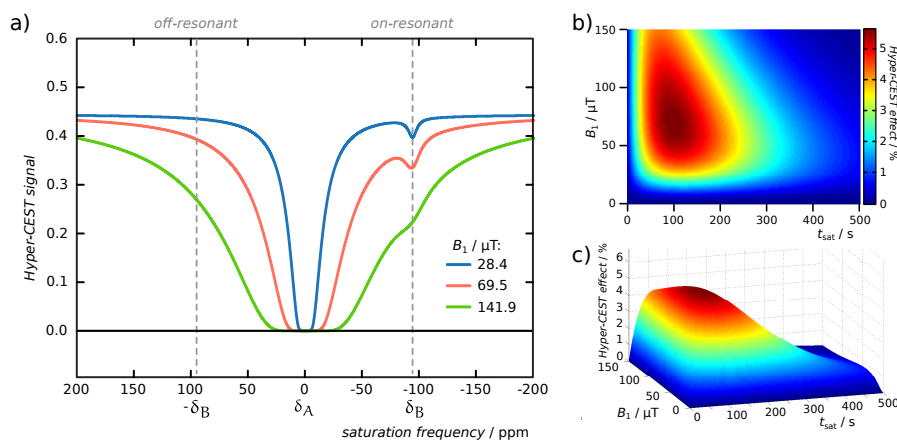 a)
off-resonant
on-resonant
Hyper-CEST signal
0.6
0.5
0.4
0.3
0.2
0.1
0.0
B1 / μT:
28.4
69.5
141.9
200 150 100 50 0 -50 -100 -150 -200
-δB δA δB
saturation frequency / ppm
b)
B1 / μT
150
100
50
0
0 100 200 300 400 500
tsat / s
5
4
3
2
1
0
Hyper-CEST effect / %
c)
Hyper-CEST effect / %
6
5
4
3
2
1
0
150
100
50
0
B1 / μT
0 100 200 300 400 500
tsat / s